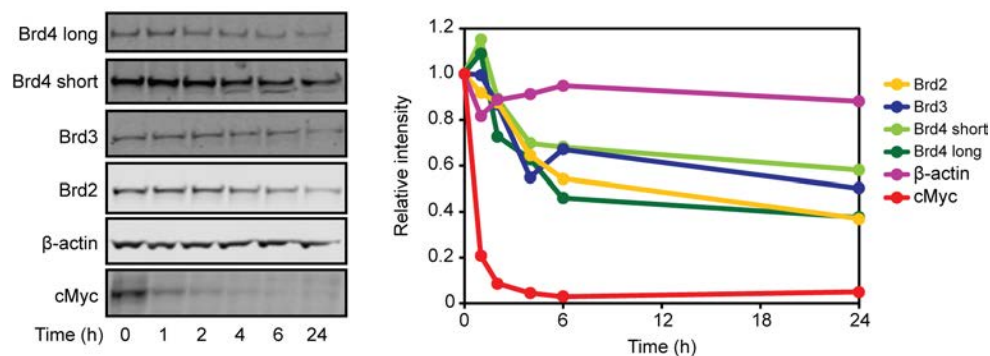 Brd4 long
Brd4 short
Brd3
Brd2
β-actin
cMyc
Time (h) 0 1 2 4 6 24
Relative intensity
1.2
1.0
0.8
0.6
0.4
0.2
0
0 6 12 18 24
Time (h)
Brd2
Brd3
Brd4 short
Brd4 long
β-actin
cMyc